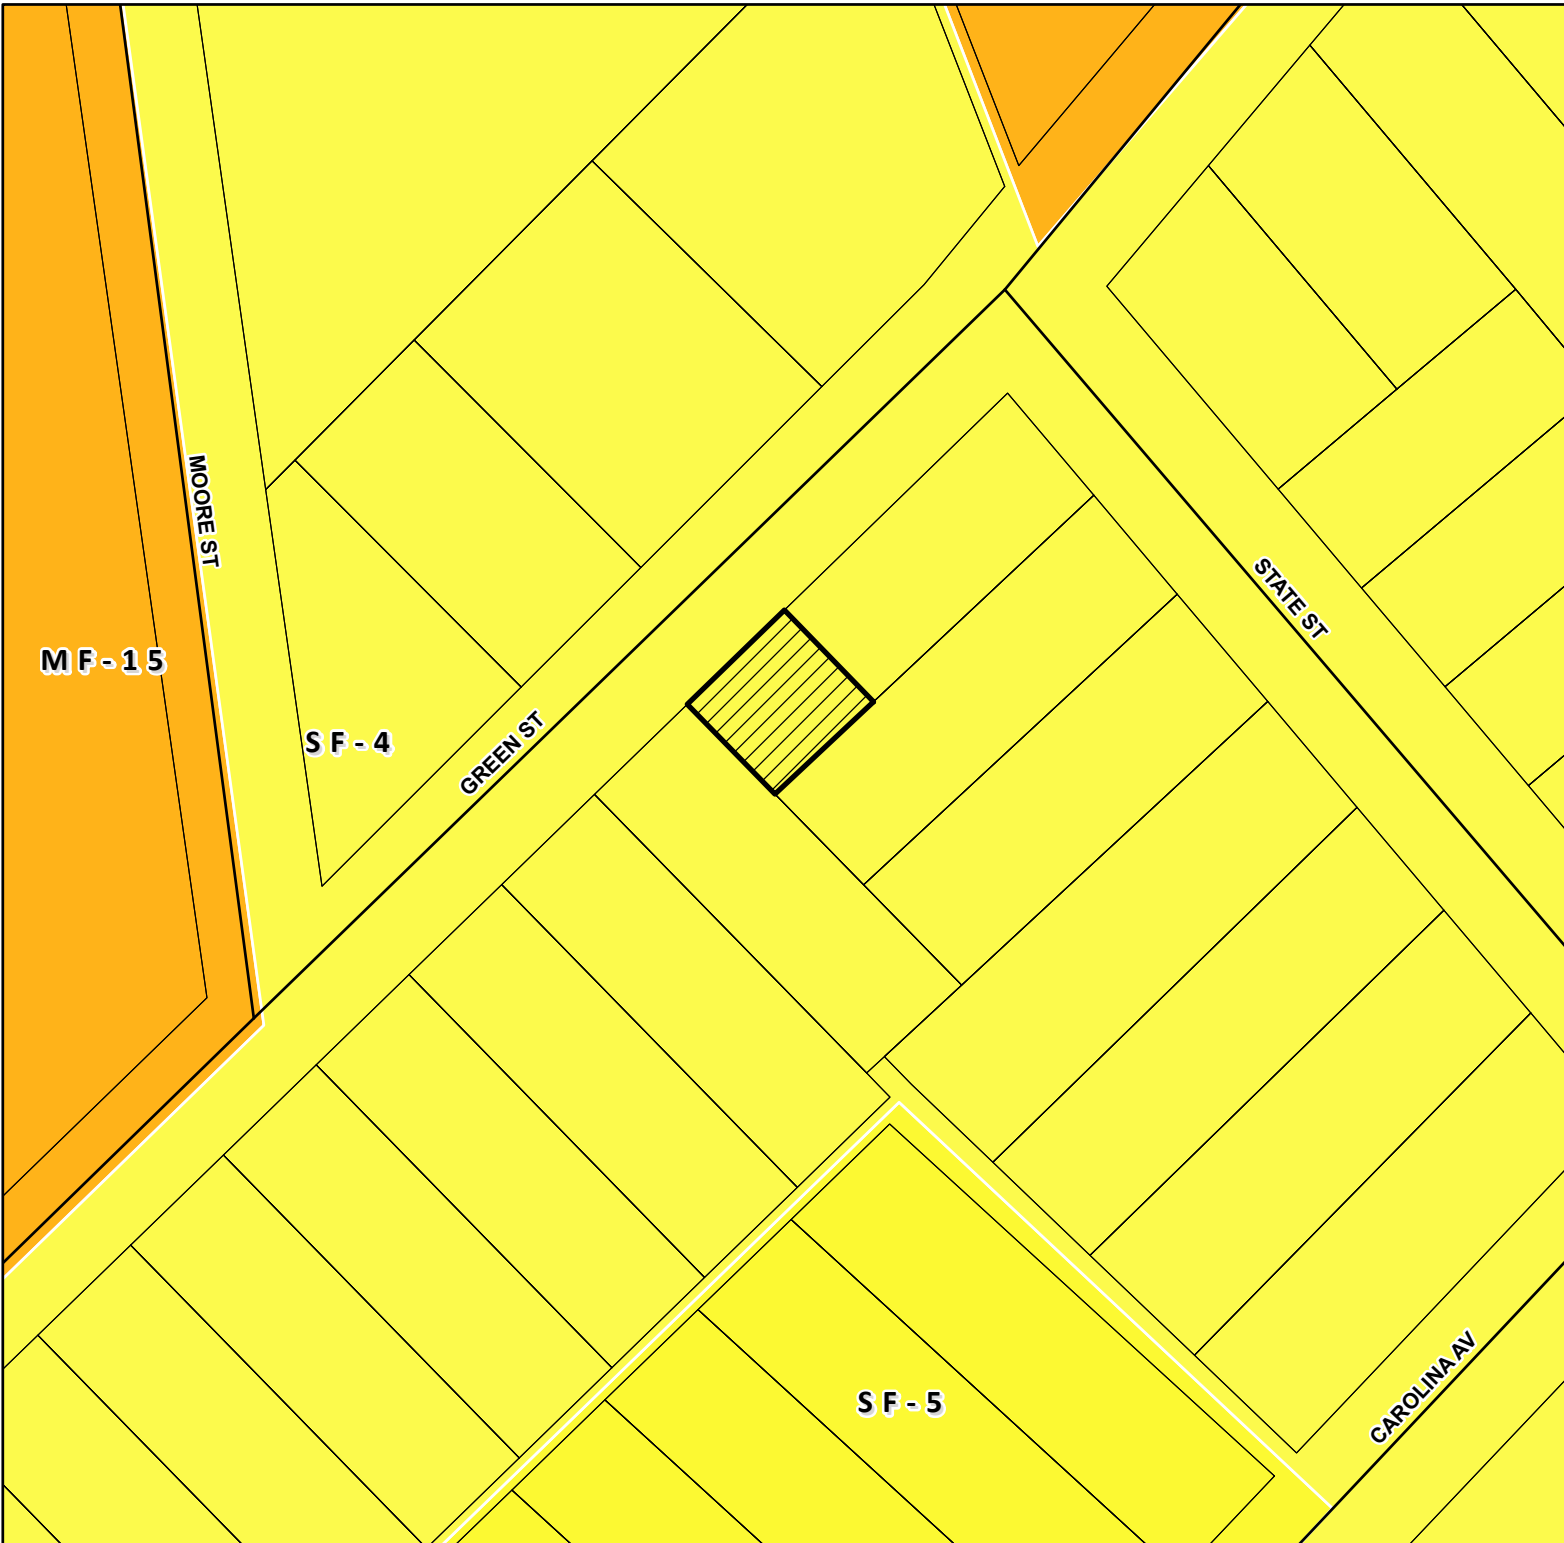 MOORE ST
STATE ST
MF-15
SF-4
GREEN ST
SF-5
CAROLINA AV